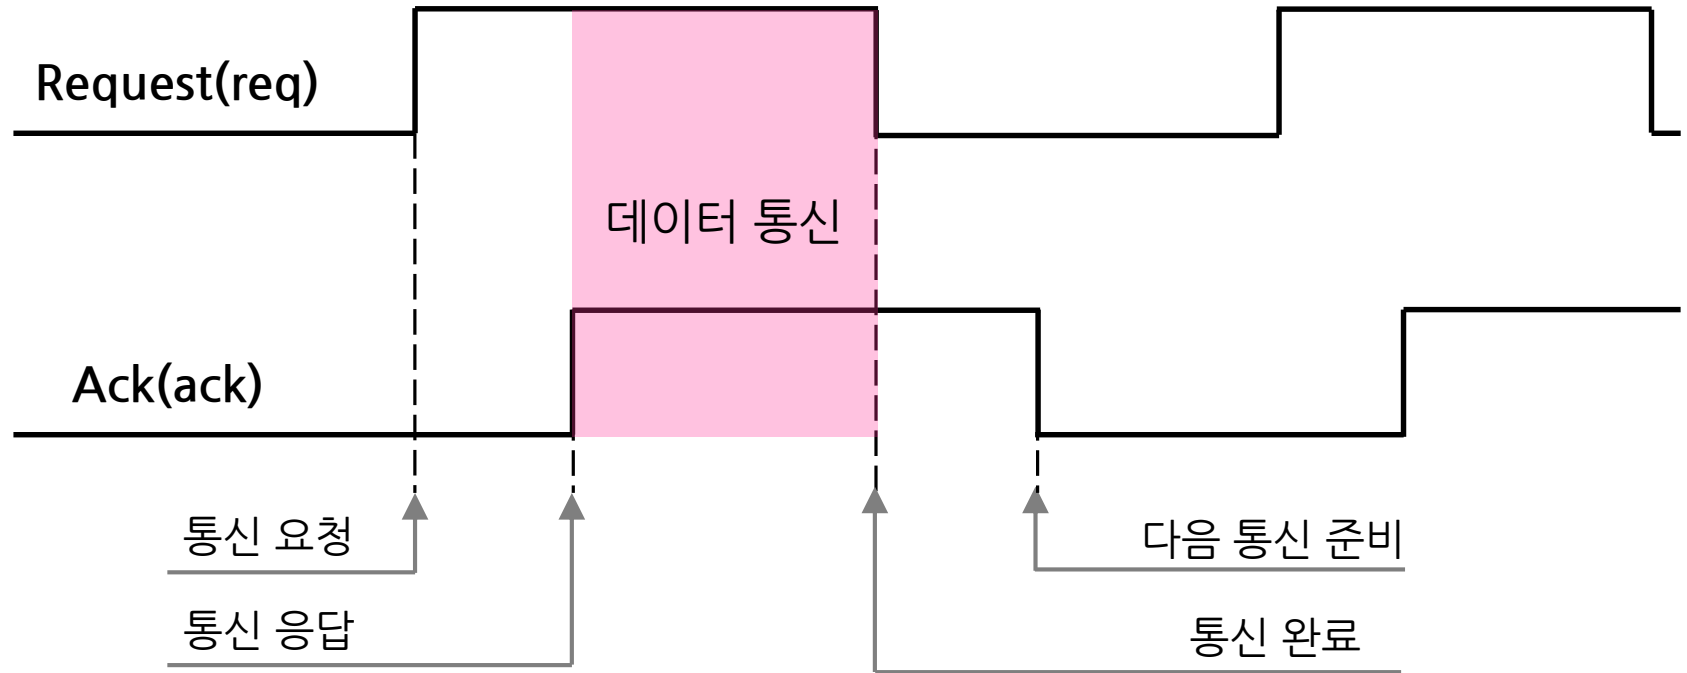 Request(req)
데이터 통신
Ack(ack)
통신 요청
다음 통신 준비
통신 응답
통신 완료